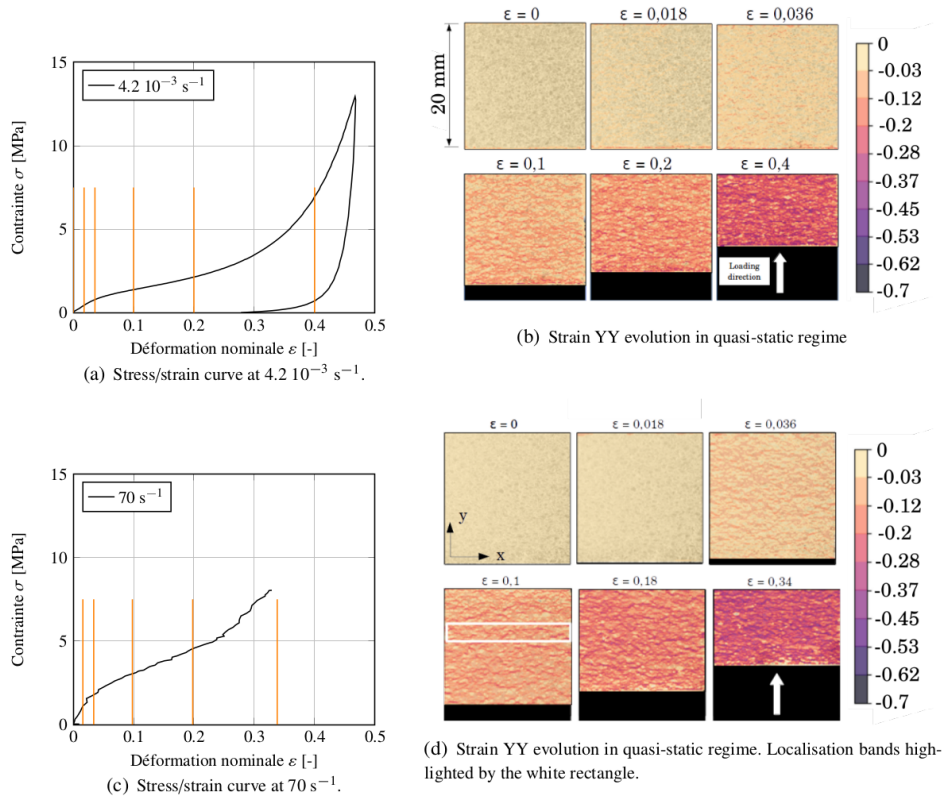 ε = 0
ε = 0,018
ε = 0,036
20 mm
ε = 0,1
ε = 0,2
ε = 0,4
Loading
direction
0
-0.03
-0.12
-0.2
-0.28
-0.37
-0.45
-0.53
-0.62
-0.7
(b) Strain YY evolution in quasi-static regime
15
10
5
0
Contrainte σ [MPa]
4.2 10⁻³ s⁻¹
0
0.1
0.2
0.3
0.4
0.5
Déformation nominale ε [-]
(a) Stress/strain curve at 4.2 10⁻³ s⁻¹.
15
10
5
0
Contrainte σ [MPa]
70 s⁻¹
0
0.1
0.2
0.3
0.4
0.5
Déformation nominale ε [-]
(c) Stress/strain curve at 70 s⁻¹.
ε = 0
ε = 0,018
ε = 0,036
y
x
ε=0,1
ε=0,18
ε=0,34
0
-0.03
-0.12
-0.2
-0.28
-0.37
-0.45
-0.53
-0.62
-0.7
(d) Strain YY evolution in quasi-static regime. Localisation bands high-
lighted by the white rectangle.